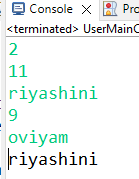 Console Pro
<terminated> UserMainC
2
11
riyashini
9
oviyam
riyashini